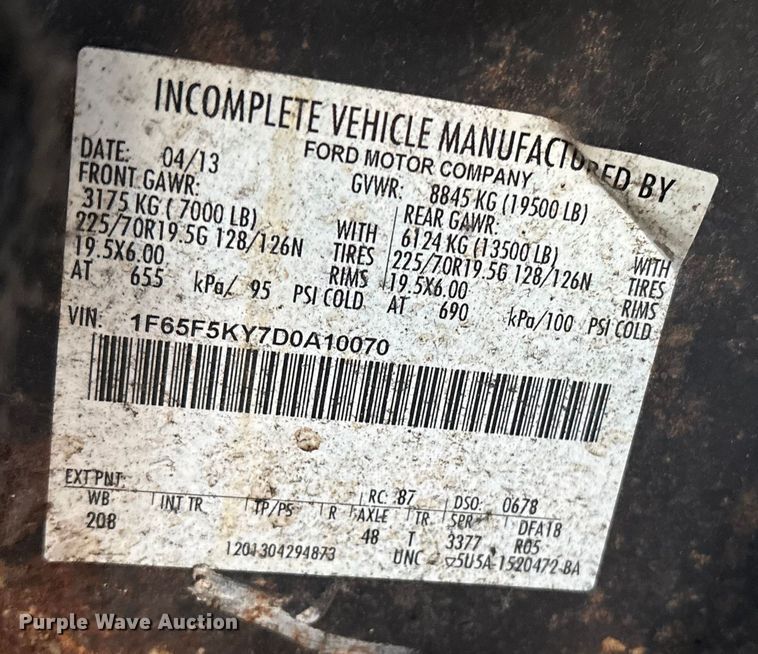 INCOMPLETE VEHICLE MANUFACTURED BY
FORD MOTOR COMPANY
DATE: 04/13 GVWR: 8845 KG (19500 LB)
FRONT GAWR: REAR GAWR:
3175 KG (7000 LB) WITH 6124 KG (13500 LB) WITH
225/70R19.5G 128/126N TIRES 225/70R19.5G 128/126N TIRES
19.5X6.00 RIMS 19.5X6.00 RIMS
AT 655 kPa/ 95 PSI COLD AT 690 kPa/100 PSI COLD
VIN: 1F65F5KY7D0A10070
EXT PNT: RC: 87 DSO: 0678
WB INT TR TP/PS R AXLE TR SPR DFA18
208 48 T 3377 R05
1201304294873 UNC 5U5A-1520472-BA
Purple Wave Auction